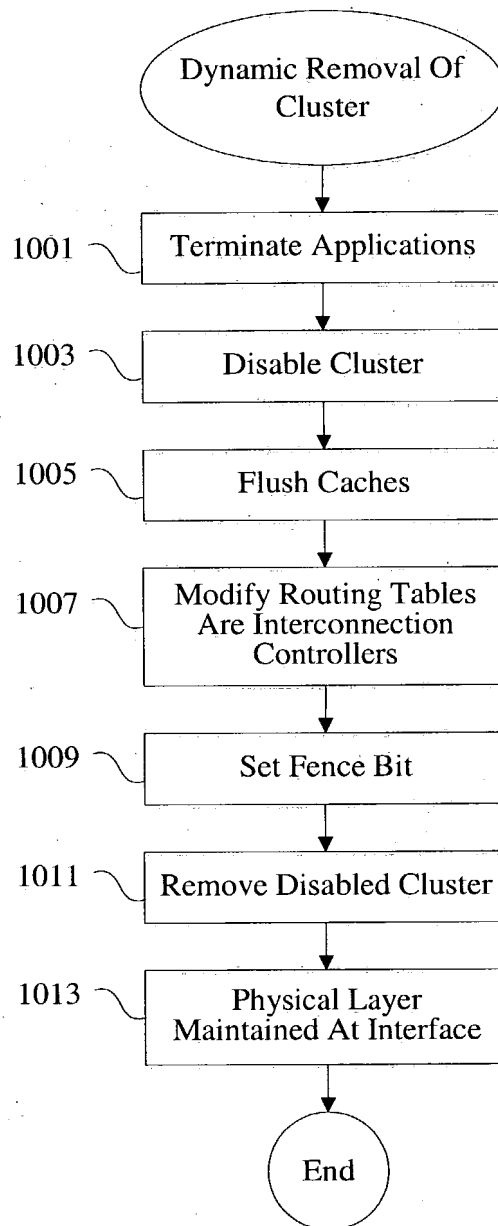 Dynamic Removal Of
Cluster
1001
Terminate Applications
1003
Disable Cluster
1005
Flush Caches
1007
Modify Routing Tables
Are Interconnection
Controllers
1009
Set Fence Bit
1011
Remove Disabled Cluster
1013
Physical Layer
Maintained At Interface
End